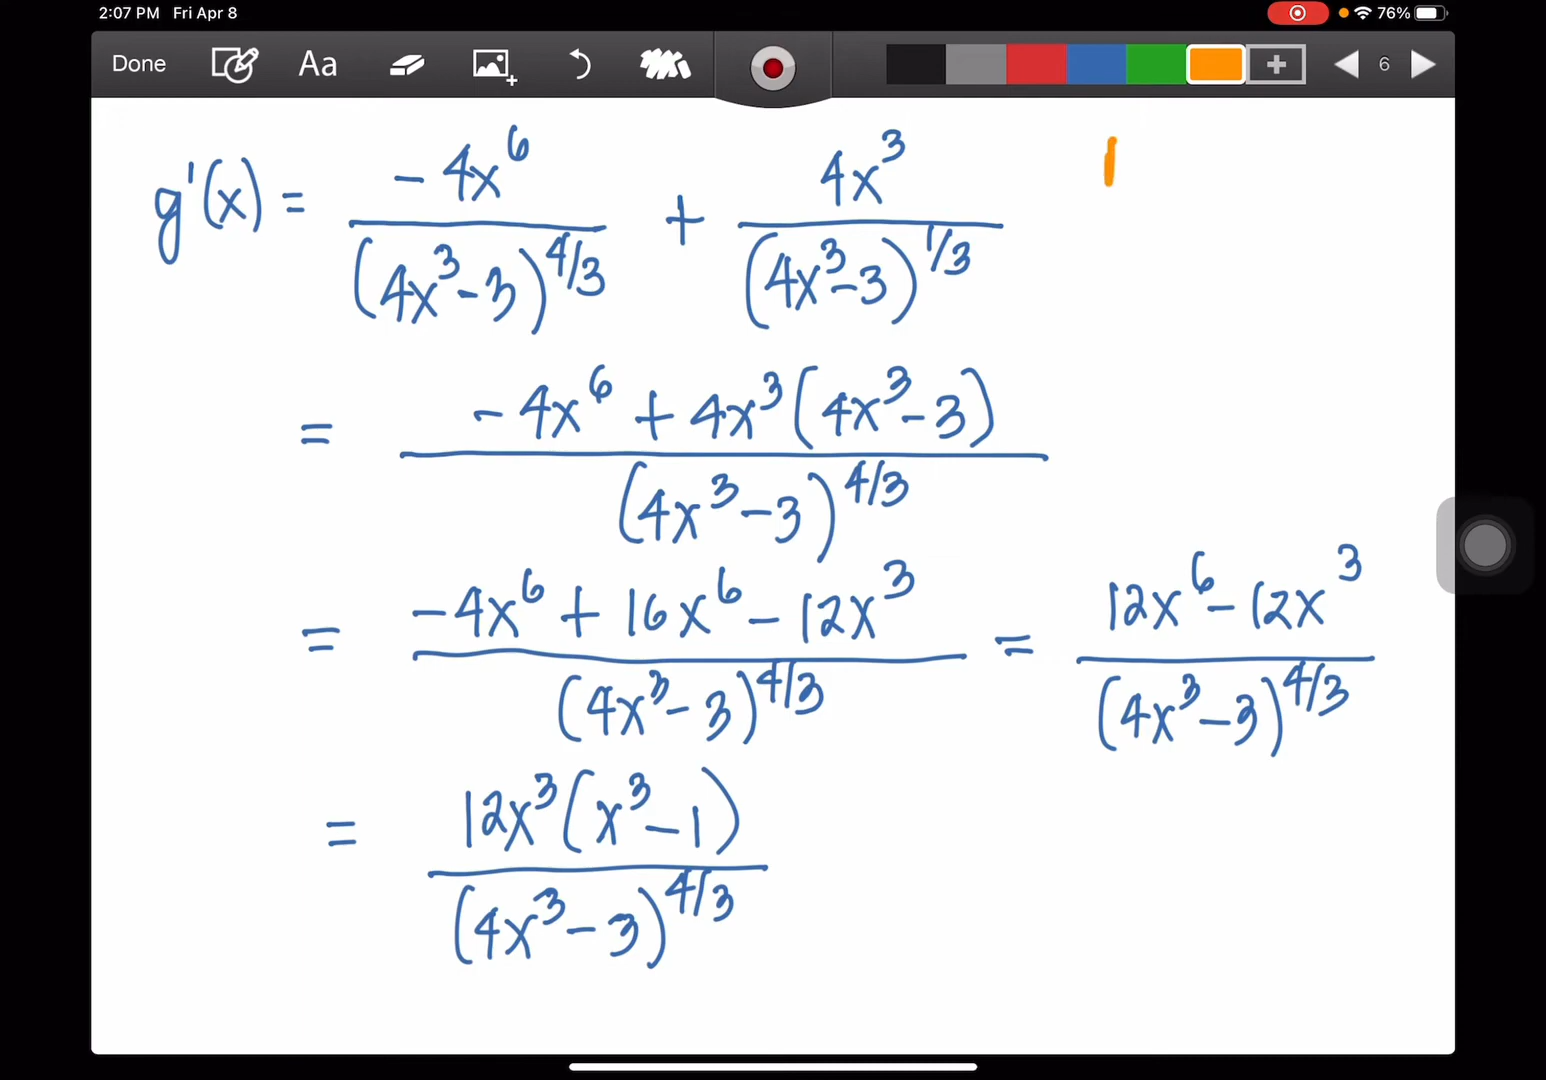 2:07 PM Fri Apr 8 76%
Done Aa 6
g'(x) = -4x^6/(4x^3-3)^4/3 + 4x^3/(4x^3-3)^1/3
= -4x^6 + 4x^3(4x^3-3)/(4x^3-3)^4/3
= -4x^6 + 16x^6 - 12x^3/(4x^3-3)^4/3 = 12x^6 - 12x^3/(4x^3-3)^4/3
= 12x^3(x^3-1)/(4x^3-3)^4/3